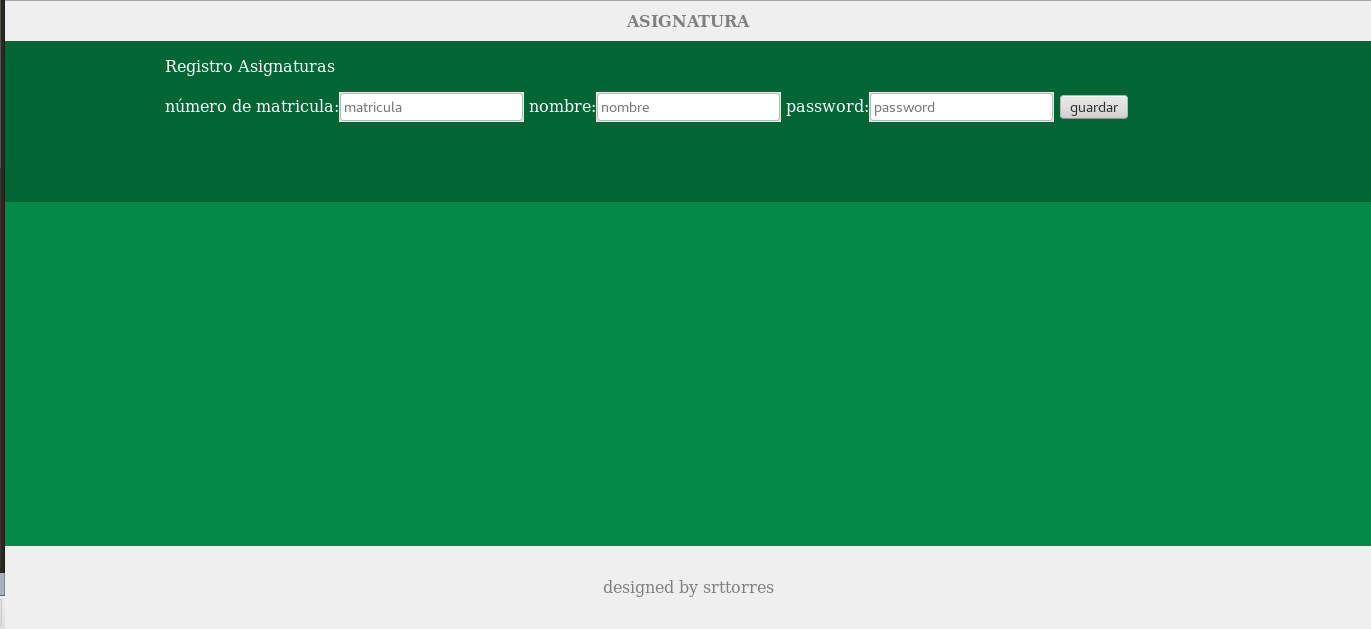 ASIGNATURA
Registro Asignaturas
número de matricula: matricula nombre: nombre password: password guardar
designed by srttorres